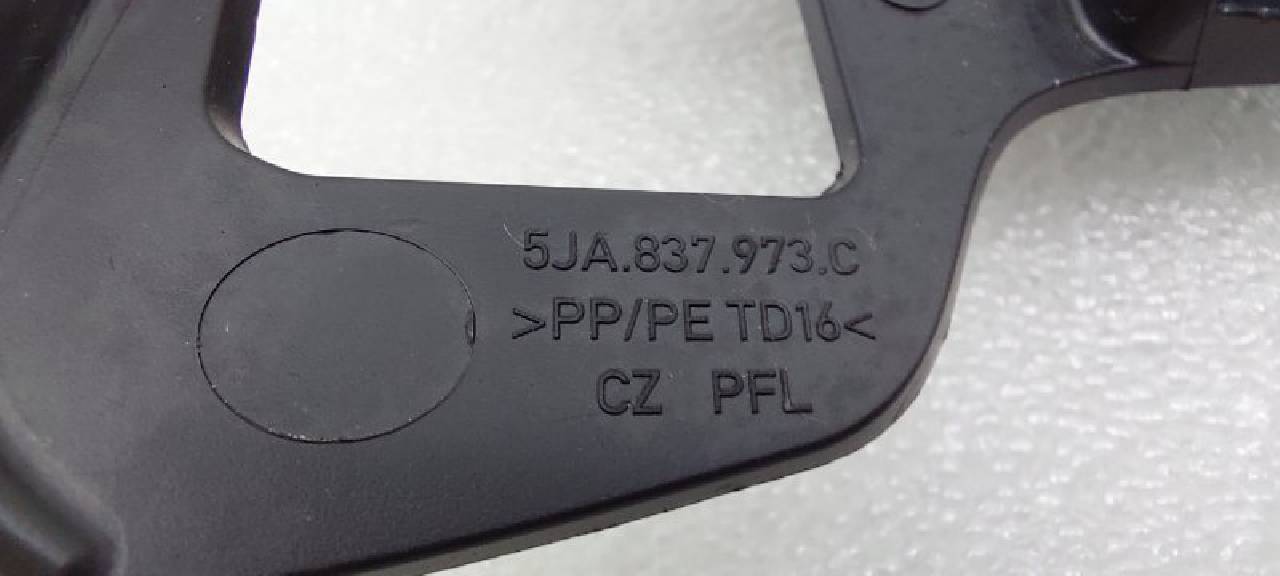 5JA.837.973.C
>PP/PE TD16<
CZ PFL